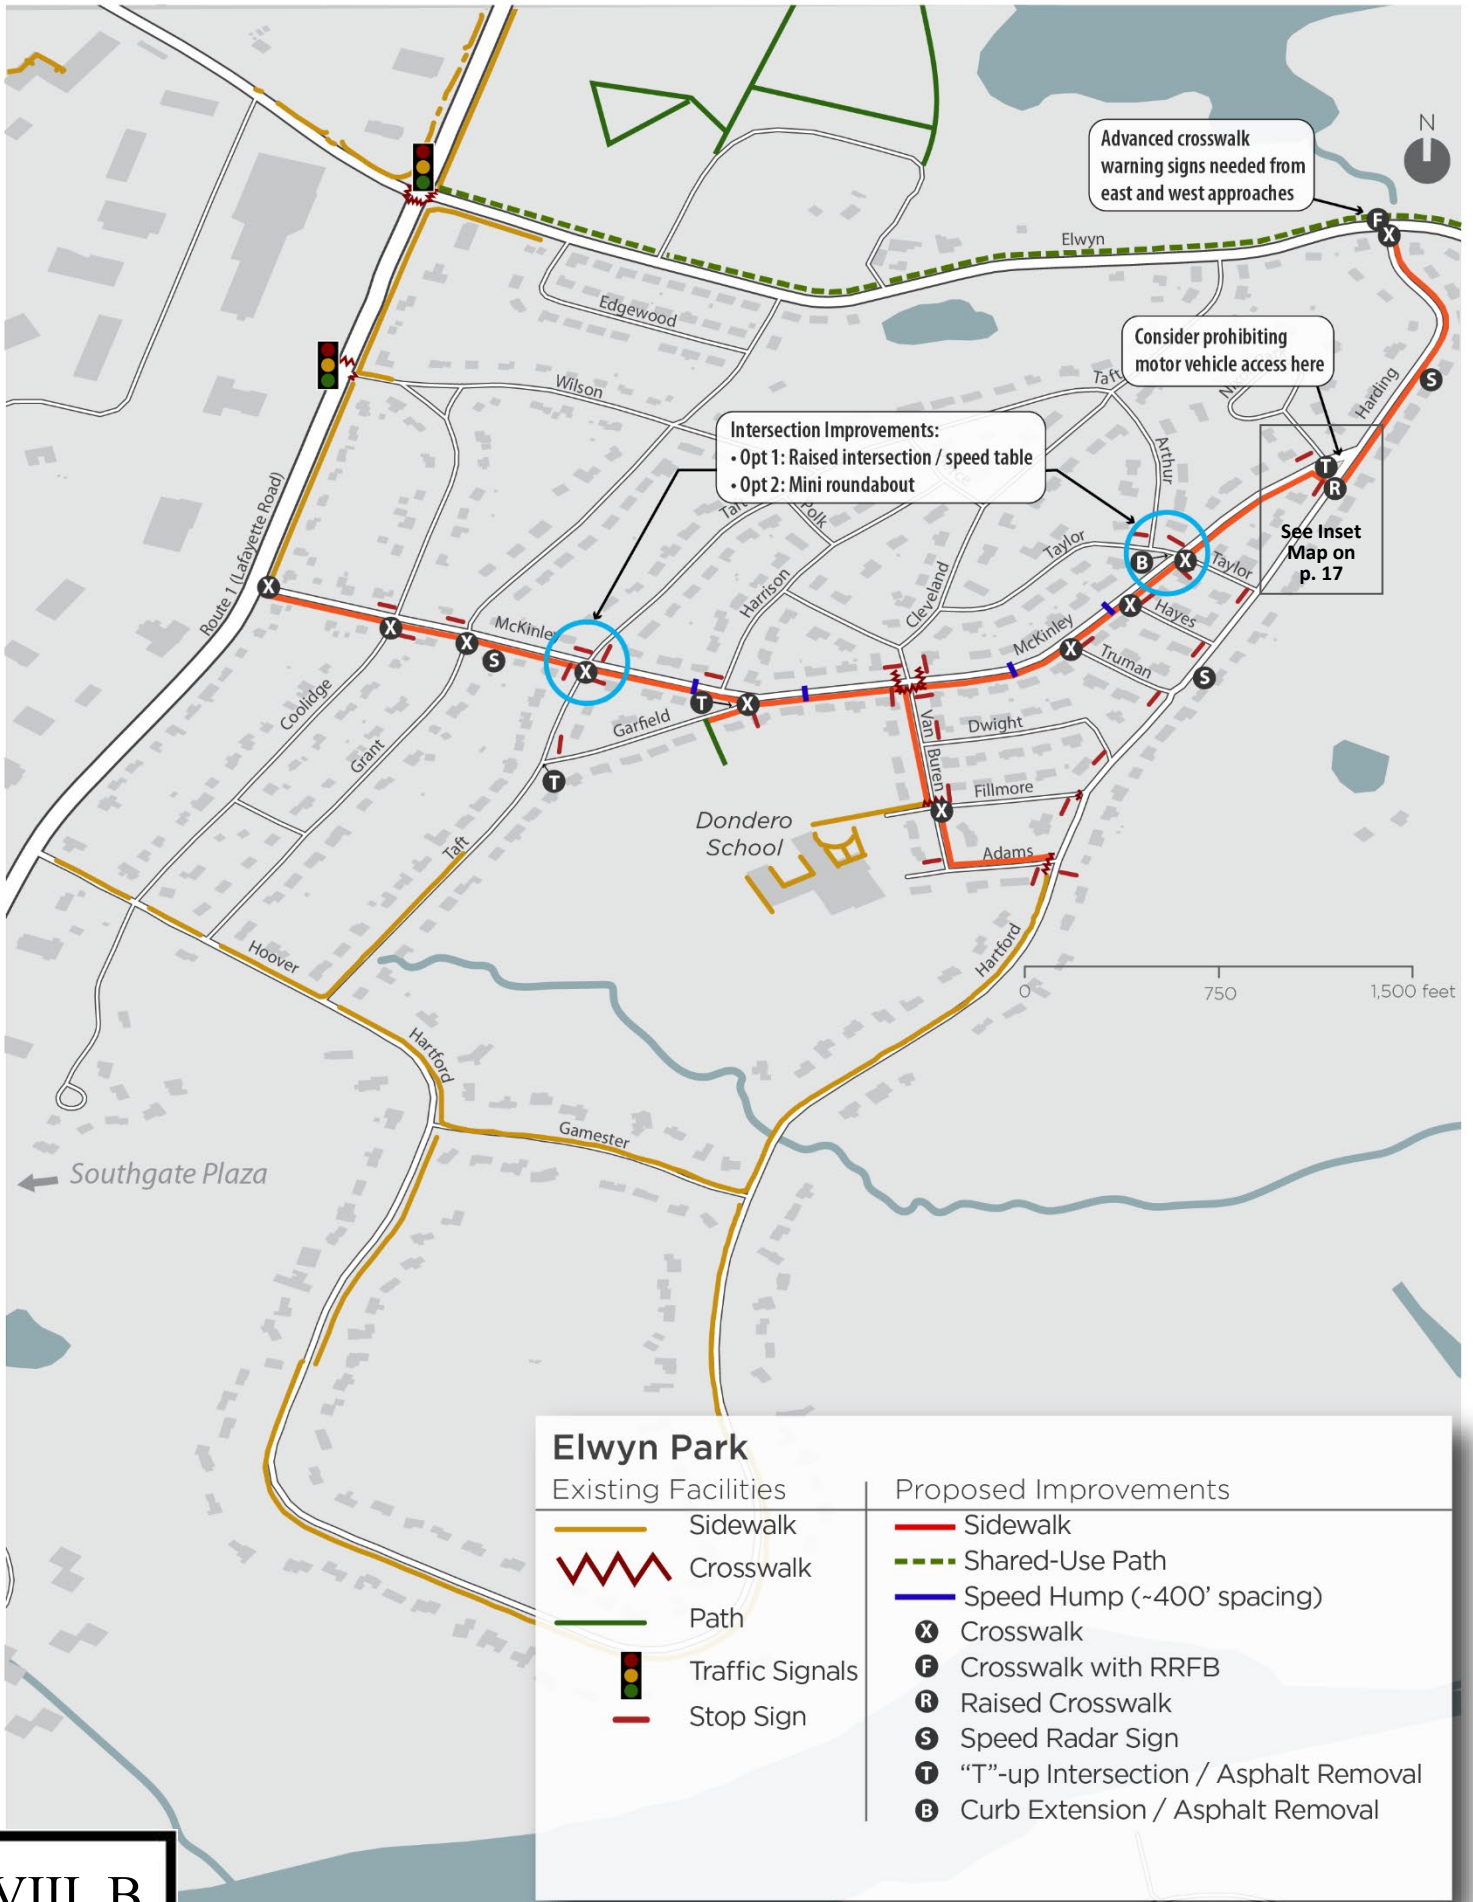 Advanced crosswalk
warning signs needed from
east and west approaches
N
F
X
Elwyn
Edgewood
Consider prohibiting
motor vehicle access here
S
Harding
Wilson
Taft
Intersection Improvements:
• Opt 1: Raised intersection / speed table
• Opt 2: Mini roundabout
Arthur
T
R
See Inset
Map on
p. 17
Taft
Polk
Taylor
B
X
Taylor
Route 1 (Lafayette Road)
X
Harrison
Cleveland
X
Hayes
X
McKinley
X
S
X
McKinley
X
Truman
S
Coolidge
Grant
Garfield
T
X
Van Buren
Dwight
T
Fillmore
X
Dondero
School
Adams
Taft
Hoover
Hartford
0 750 1,500 feet
Hartford
Gamester
Southgate Plaza
Elwyn Park
Existing Facilities
Sidewalk
Crosswalk
Path
Traffic Signals
Stop Sign
Proposed Improvements
Sidewalk
Shared-Use Path
Speed Hump (~400' spacing)
X Crosswalk
F Crosswalk with RRFB
R Raised Crosswalk
S Speed Radar Sign
T “T”-up Intersection / Asphalt Removal
B Curb Extension / Asphalt Removal
VIII. B